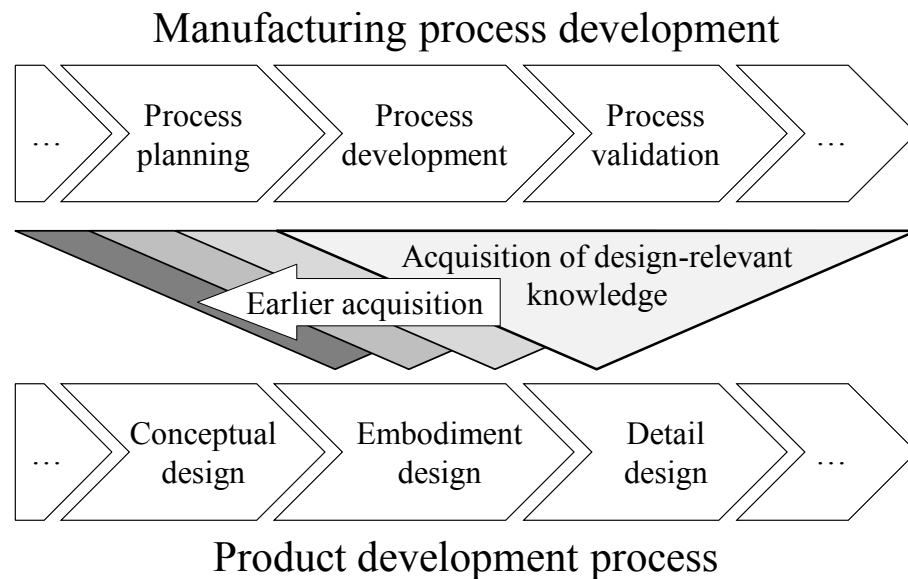 Manufacturing process development
…
Process
planning
Process
development
Process
validation
…
Acquisition of design-relevant
knowledge
Earlier acquisition
…
Conceptual
design
Embodiment
design
Detail
design
…
Product development process